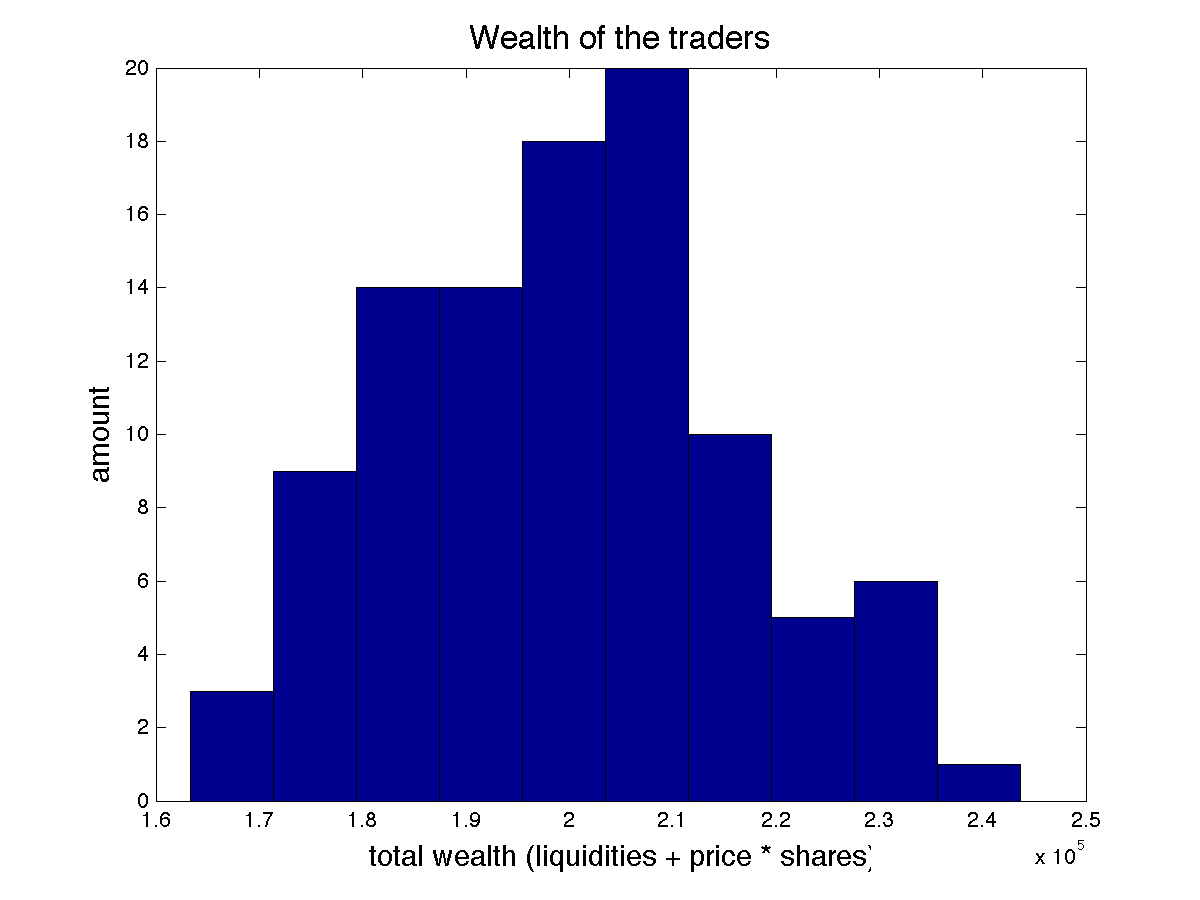 Wealth of the traders
20
18
16
14
12
10
8
6
4
2
0
amount
1.6 1.7 1.8 1.9 2 2.1 2.2 2.3 2.4 2.5
x 10^5
total wealth (liquidities + price * shares)